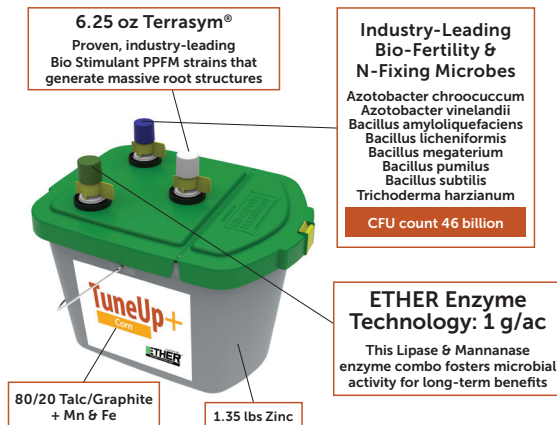 6.25 oz Terrasym®
Proven, industry-leading
Bio Stimulant PPFM strains that
generate massive root structures
Industry-Leading
Bio-Fertility &
N-Fixing Microbes
Azotobacter chroocuccum
Azotobacter vinelandii
Bacillus amyloliquefaciens
Bacillus licheniformis
Bacillus megaterium
Bacillus pumilus
Bacillus subtilis
Trichoderma harzianum
CFU count 46 billion
ETHER Enzyme
Technology: 1 g/ac
This Lipase & Mannanase
enzyme combo fosters microbial
activity for long-term benefits
TuneUp+
Corn
ETHER
80/20 Talc/Graphite
+ Mn & Fe
1.35 lbs Zinc